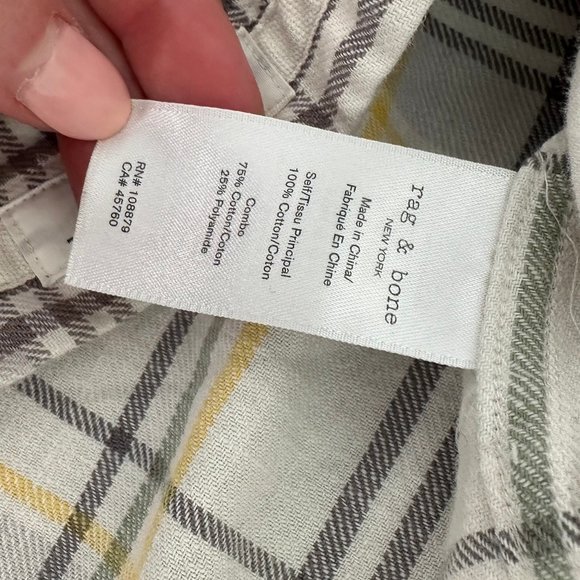 rag & bone
NEW YORK
Made in China/
Fabriqué En Chine
Self/Tissu Principal
100% Cotton/Coton
Combo
75% Cotton/Coton
25% Polyamide
RN# 108879
CA# 45760